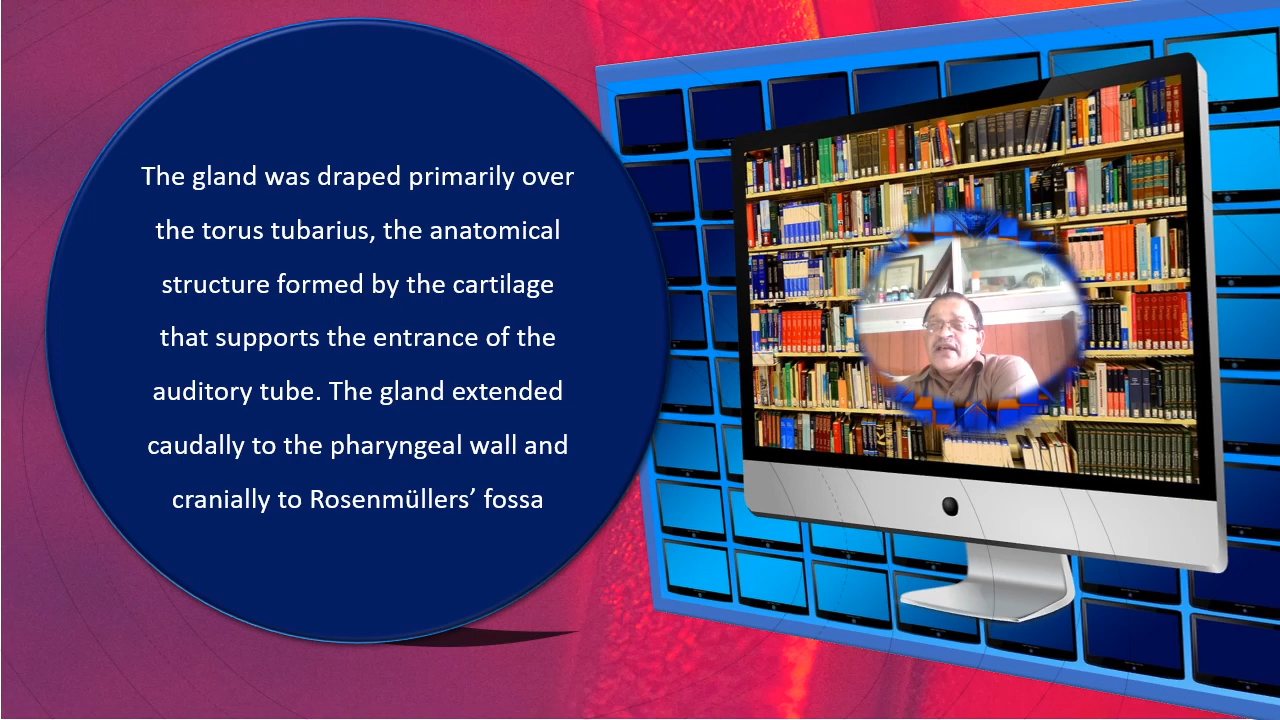 The gland was draped primarily over
the torus tubarius, the anatomical
structure formed by the cartilage
that supports the entrance of the
auditory tube. The gland extended
caudally to the pharyngeal wall and
cranially to Rosenmüllers’ fossa